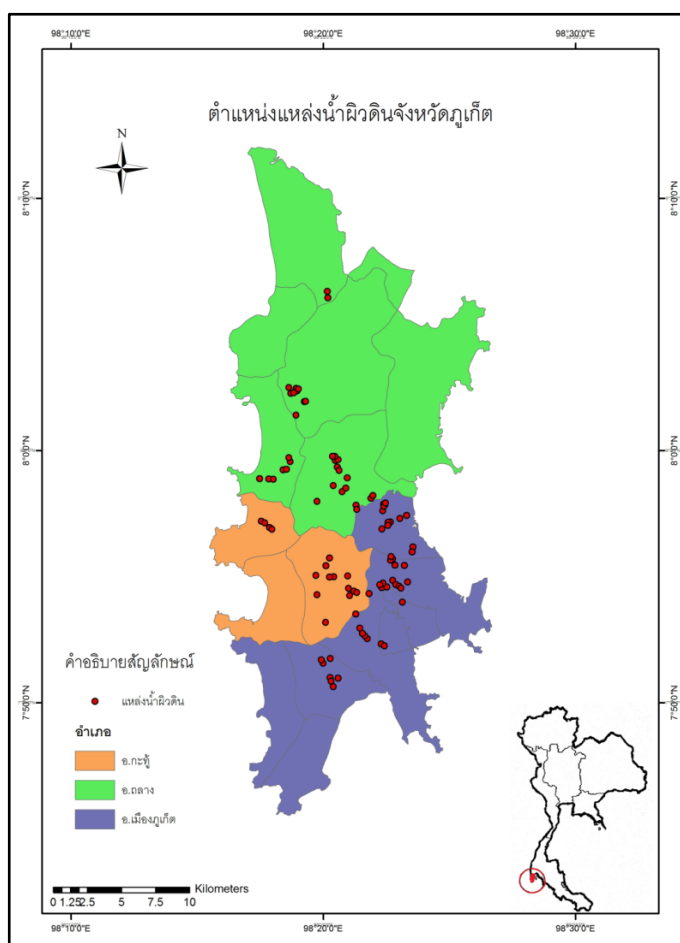 98°10'0"E 98°20'0"E 98°30'0"E
ตำแหน่งแหล่งน้ำผิวดินจังหวัดภูเก็ต
N
8°10'0"N 8°10'0"N
8°0'0"N 8°0'0"N
คำอธิบายสัญลักษณ์
แหล่งน้ำผิวดิน
7°50'0"N 7°50'0"N
อำเภอ
อ.กะทู้
อ.ถลาง
อ.เมืองภูเก็ต
Kilometers
0 1.25 2.5 5 7.5 10
98°10'0"E 98°20'0"E 98°30'0"E